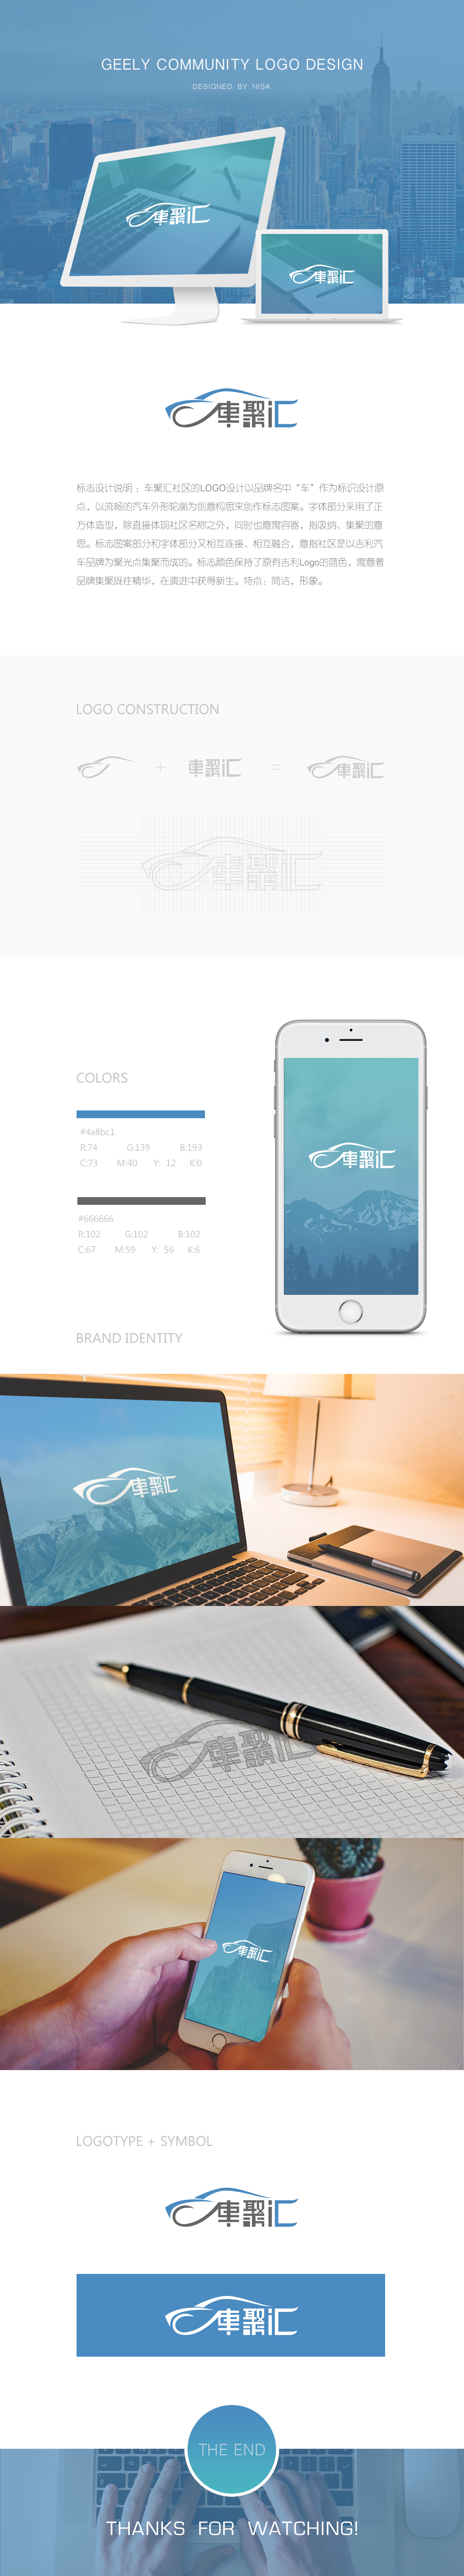 GEELY COMMUNITY LOGO DESIGN
DESIGNED BY NISA
車聚汇
車聚汇
車聚汇
标志设计说明：车聚汇社区的LOGO设计以品牌名中“车”作为标识设计原
点，以流畅的汽车外形轮廓为创意构思来创作标志图案。字体部分采用了正
方体造型，除直接体现社区名称之外，同时也意寓容器，指吸纳、集聚的意
思。标志图案部分和字体部分又相互连接、相互融合，意指社区是以吉利汽
车品牌为聚光点集聚而成的。标志颜色保持了原有吉利Logo的蓝色，寓意着
品牌集聚既往精华，在演进中获得新生。特点：简洁，形象。
LOGO CONSTRUCTION
+ 車聚汇 = 車聚汇
車聚汇
COLORS
#4a8bc1
R:74 G:139 B:193
C:73 M:40 Y: 12 K:0
#666666
R:102 G:102 B:102
C:67 M:59 Y: 56 K:6
車聚汇
BRAND IDENTITY
車聚汇
車聚汇
車聚汇
LOGOTYPE + SYMBOL
車聚汇
車聚汇
THE END
THANKS FOR WATCHING!